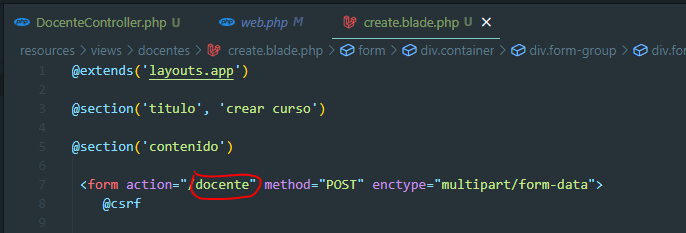 DocenteController.php U web.php U create.blade.php U
resources > views > docentes > create.blade.php > form > div.container > div.form-group > div.fo
1 @extends('layouts.app')
2
3 @section('titulo', 'crear curso')
4
5 @section('contenido')
6
7 <form action="/docente" method="POST" enctype="multipart/form-data">
8 @csrf
9